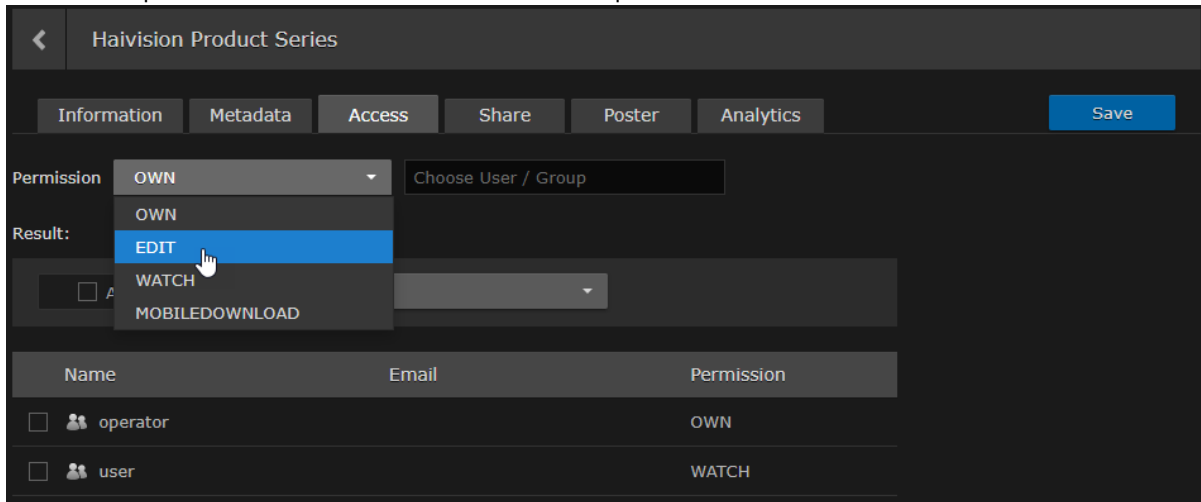 Haivision Product Series
Information Metadata Access Share Poster Analytics Save
Permission OWN Choose User / Group
OWN
Result:
EDIT
WATCH
MOBILEDOWNLOAD
Name Email Permission
operator OWN
user WATCH